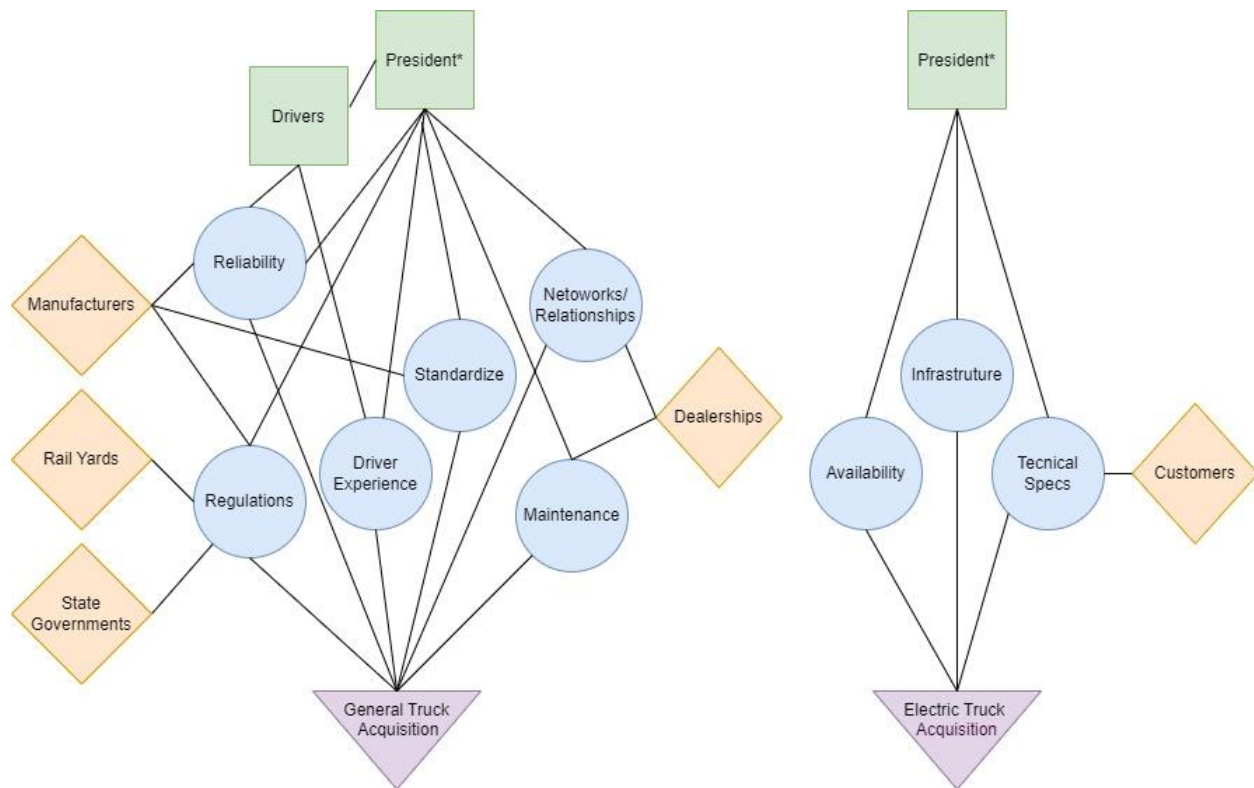 President*
Drivers
Reliability
Manufacturers
Netoworks/
Relationships
Standardize
Dealerships
Rail Yards
Regulations
Driver
Experience
Maintenance
State
Governments
General Truck
Acquisition
President*
Infrastruture
Availability
Tecnical
Specs
Customers
Electric Truck
Acquisition